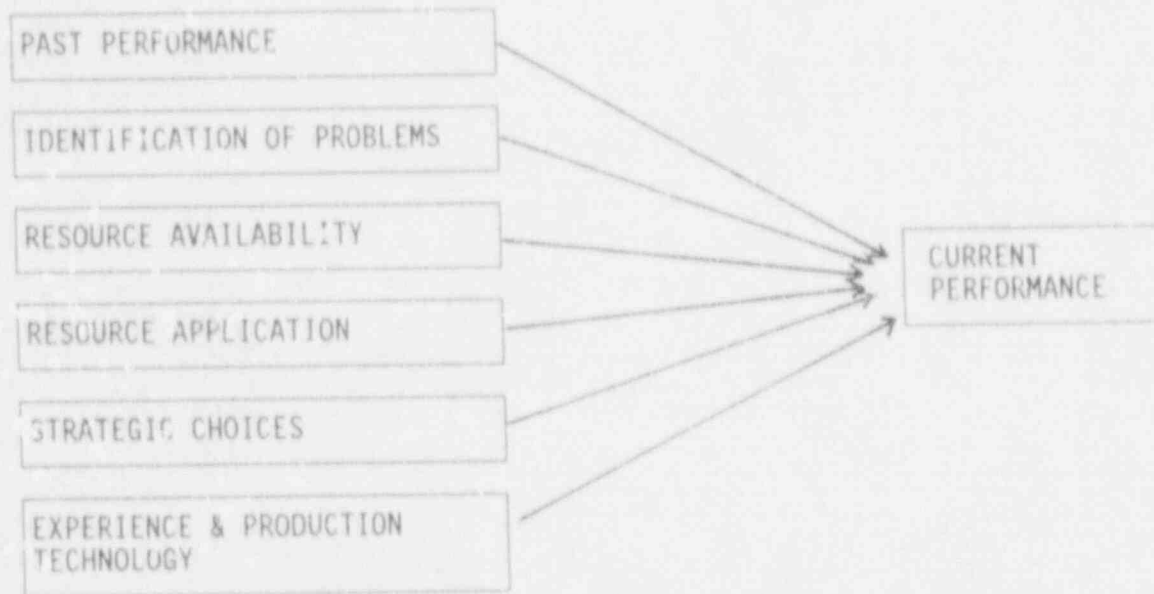 PAST PERFORMANCE
IDENTIFICATION OF PROBLEMS
RESOURCE AVAILABILITY
RESOURCE APPLICATION
STRATEGIC CHOICES
EXPERIENCE & PRODUCTION
TECHNOLOGY
CURRENT
PERFORMANCE